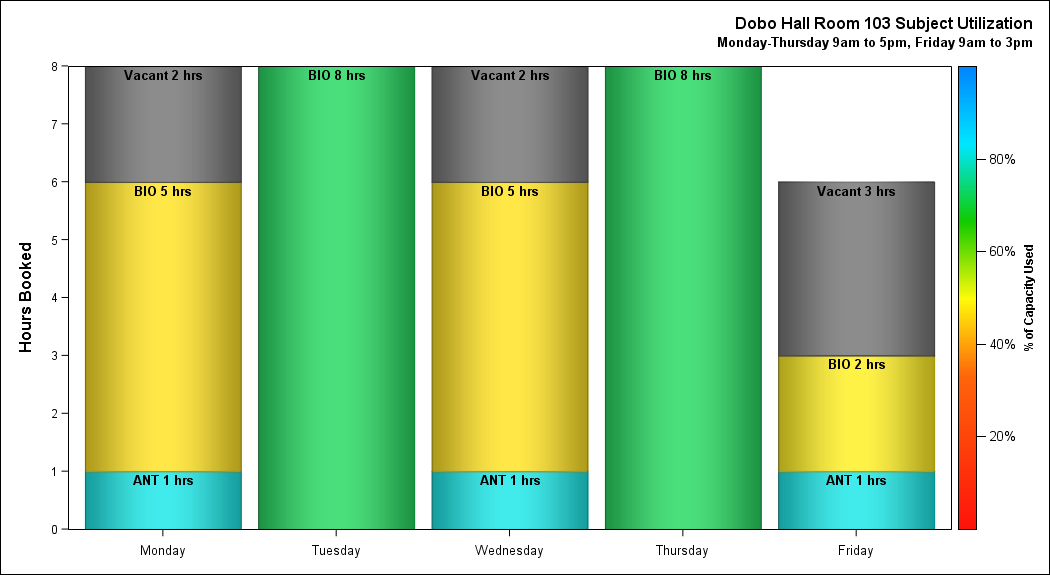 Dobo Hall Room 103 Subject Utilization
Monday-Thursday 9am to 5pm, Friday 9am to 3pm
Hours Booked
8
7
6
5
4
3
2
1
0
Vacant 2 hrs
BIO 5 hrs
ANT 1 hrs
BIO 8 hrs
Vacant 2 hrs
BIO 5 hrs
ANT 1 hrs
BIO 8 hrs
Vacant 3 hrs
BIO 2 hrs
ANT 1 hrs
Monday
Tuesday
Wednesday
Thursday
Friday
80%
60%
40%
20%
% of Capacity Used